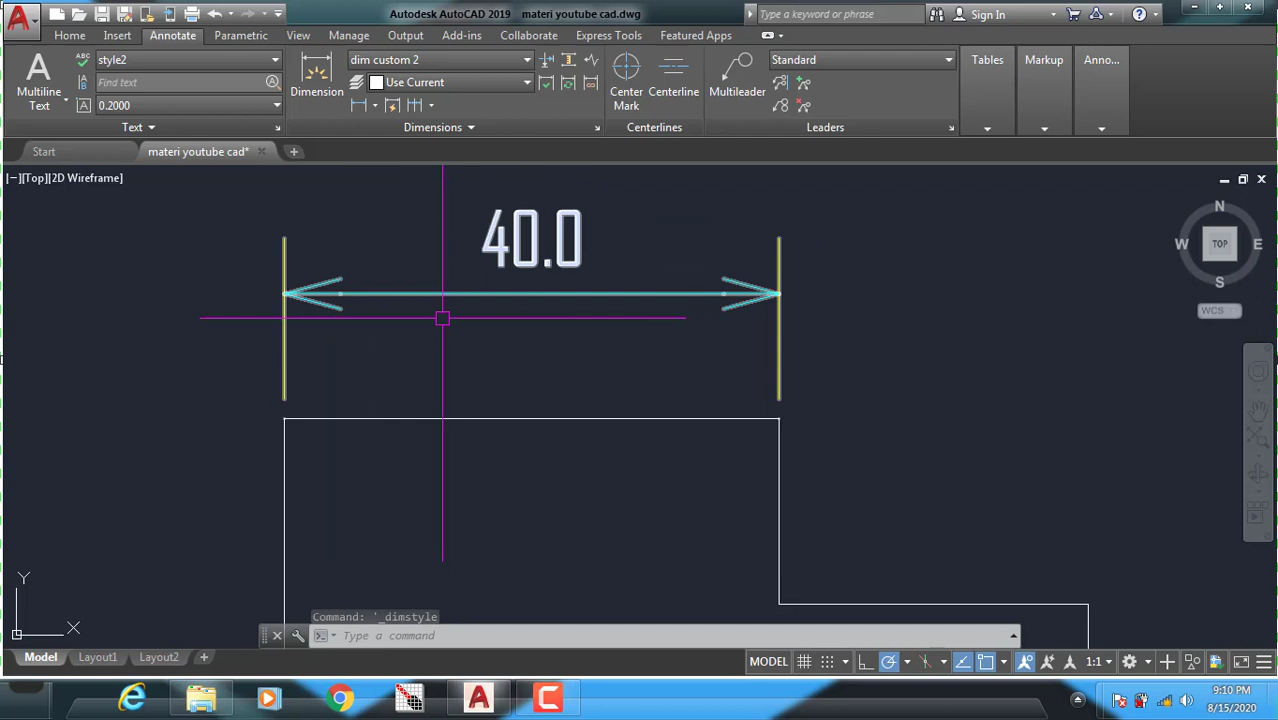 Autodesk AutoCAD 2019 materi youtube cad.dwg
Type a keyword or phrase
Sign In
Home Insert Annotate Parametric View Manage Output Add-ins Collaborate Express Tools Featured Apps
Multiline
Text
ABC style2
Find text
0.2000
Text
Dimension
dim custom 2
Use Current
Dimensions
Center
Mark
Centerline
Centerlines
Multileader
Standard
Leaders
Tables
Markup
Anno...
Start
materi youtube cad*
[−][Top][2D Wireframe]
40.0
N
W TOP E
S
WCS
Y
X
Command: '_dimstyle
Type a command
Model Layout1 Layout2
MODEL
1:1
9:10 PM
8/15/2020